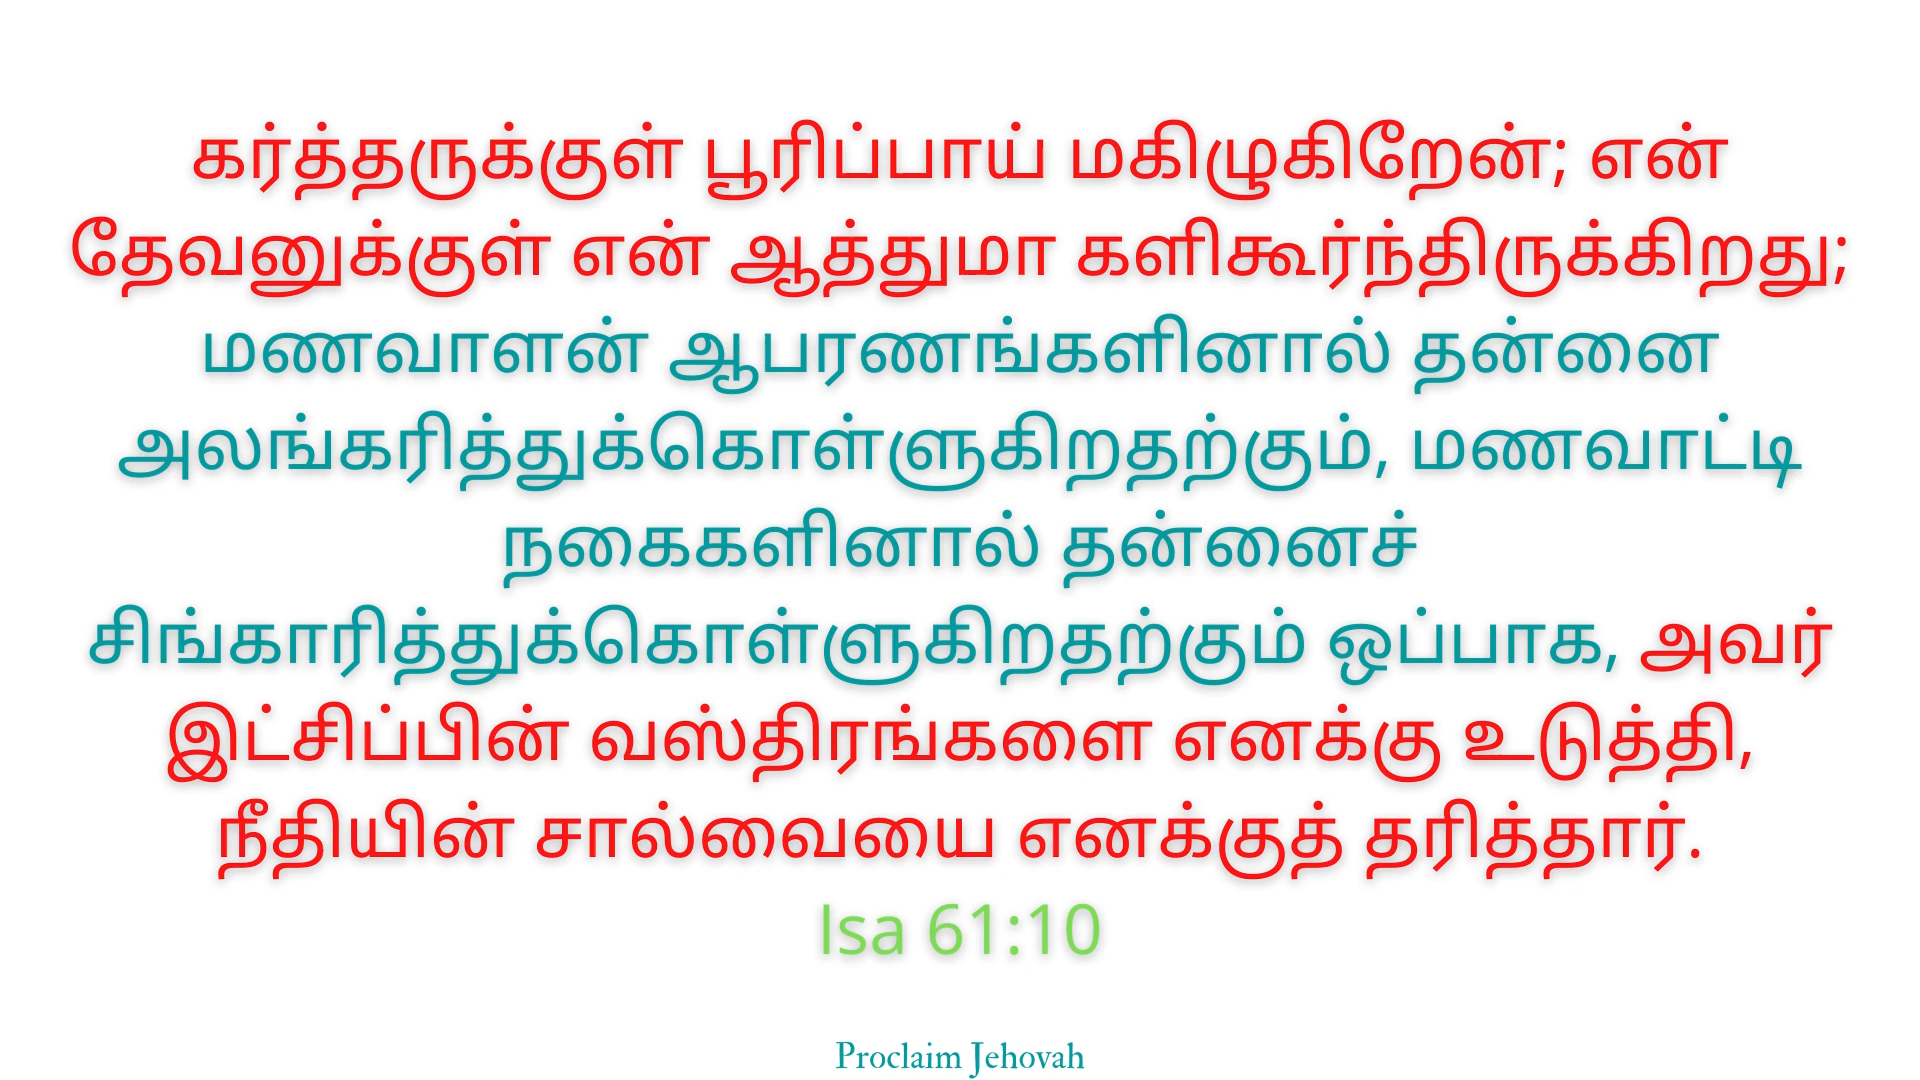 கர்த்தருக்குள் பூரிப்பாய் மகிழுகிறேன்; என்
தேவனுக்குள் என் ஆத்துமா களிகூர்ந்திருக்கிறது;
மணவாளன் ஆபரணங்களினால் தன்னை
அலங்கரித்துக்கொள்ளுகிறதற்கும், மணவாட்டி
நகைகளினால் தன்னைச்
சிங்காரித்துக்கொள்ளுகிறதற்கும் ஒப்பாக, அவர்
இட்சிப்பின் வஸ்திரங்களை எனக்கு உடுத்தி,
நீதியின் சால்வையை எனக்குத் தரித்தார்.
Isa 61:10
Proclaim Jehovah